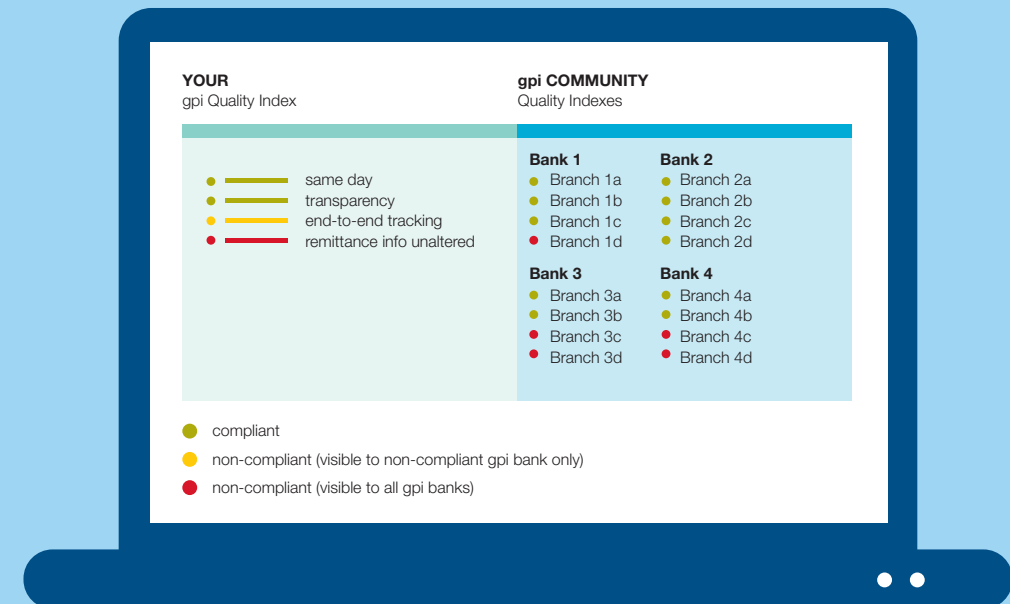 YOUR
gpi Quality Index
same day
transparency
end-to-end tracking
remittance info unaltered
gpi COMMUNITY
Quality Indexes
Bank 1
Branch 1a
Branch 1b
Branch 1c
Branch 1d
Bank 2
Branch 2a
Branch 2b
Branch 2c
Branch 2d
Bank 3
Branch 3a
Branch 3b
Branch 3c
Branch 3d
Bank 4
Branch 4a
Branch 4b
Branch 4c
Branch 4d
compliant
non-compliant (visible to non-compliant gpi bank only)
non-compliant (visible to all gpi banks)